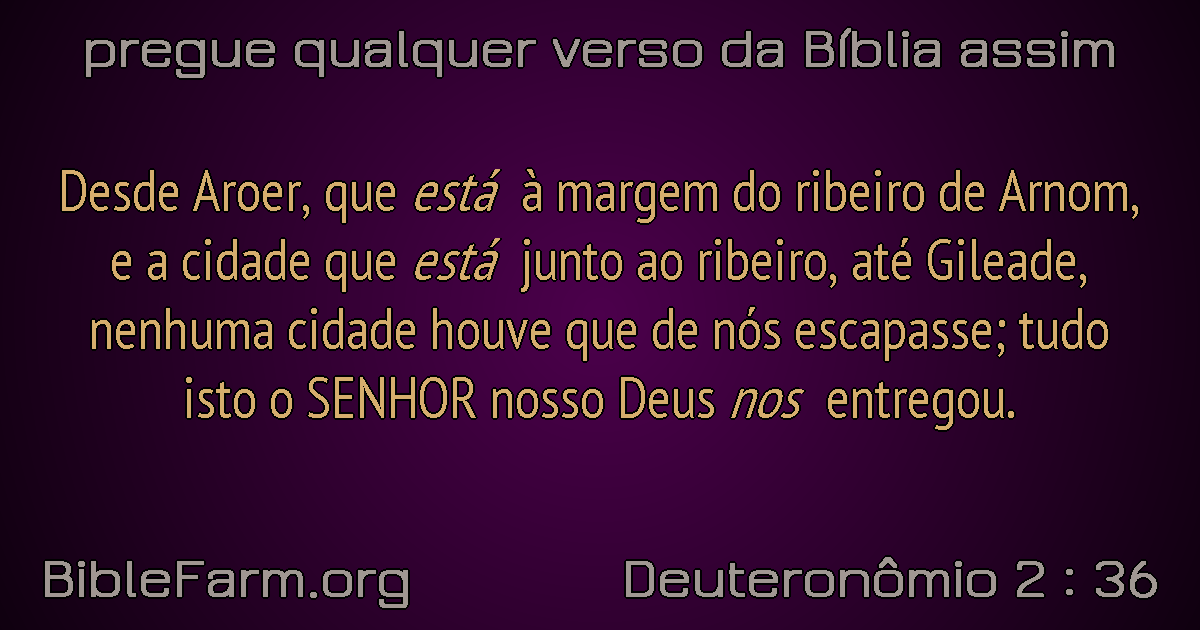 pregue qualquer verso da Bíblia assim
Desde Aroer, que está à margem do ribeiro de Arnom,
e a cidade que está junto ao ribeiro, até Gileade,
nenhuma cidade houve que de nós escapasse; tudo
isto o SENHOR nosso Deus nos entregou.
BibleFarm.org
Deuteronômio 2 : 36